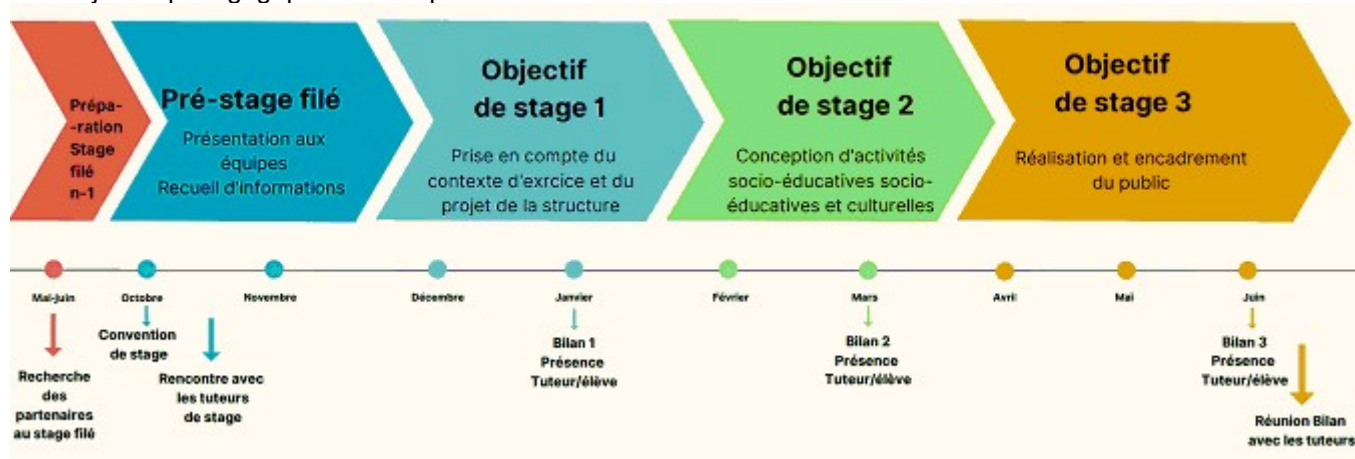 Prépa-
-ration
Stage
filé
n-1
Pré-stage filé
Présentation aux
équipes
Recueil d'informations
Objectif
de stage 1
Prise en compte du
contexte d'exrcice et du
projet de la structure
Objectif
de stage 2
Conception d'activités
socio-éducatives socio-
éducatives et culturelles
Objectif
de stage 3
Réalisation et encadrement
du public
Mai-juin
Octobre
Novembre
Décembre
Janvier
Février
Mars
Avril
Mai
Juin
Recherche
des
partenaires
au stage filé
Convention
de stage
Rencontre avec
les tuteurs
de stage
Bilan 1
Présence
Tuteur/élève
Bilan 2
Présence
Tuteur/élève
Bilan 3
Présence
Tuteur/élève
Réunion Bilan
avec les tuteurs